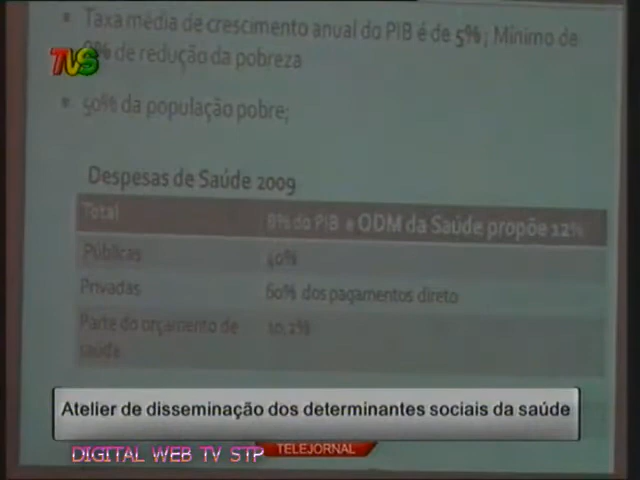 • Taxa média de crescimento anual do PIB é de 5%; Mínimo de
TVS
% de redução da pobreza
• 50% da população pobre;
Despesas de Saúde 2009
Total 8% do PIB e ODM da Saúde propõe 12%
Públicas 40%
Privadas 60% dos pagamentos direto
Parte do orçamento de 10,2%
saúde
Atelier de disseminação dos determinantes sociais da saúde
DIGITAL WEB TV STP
TELEJORNAL